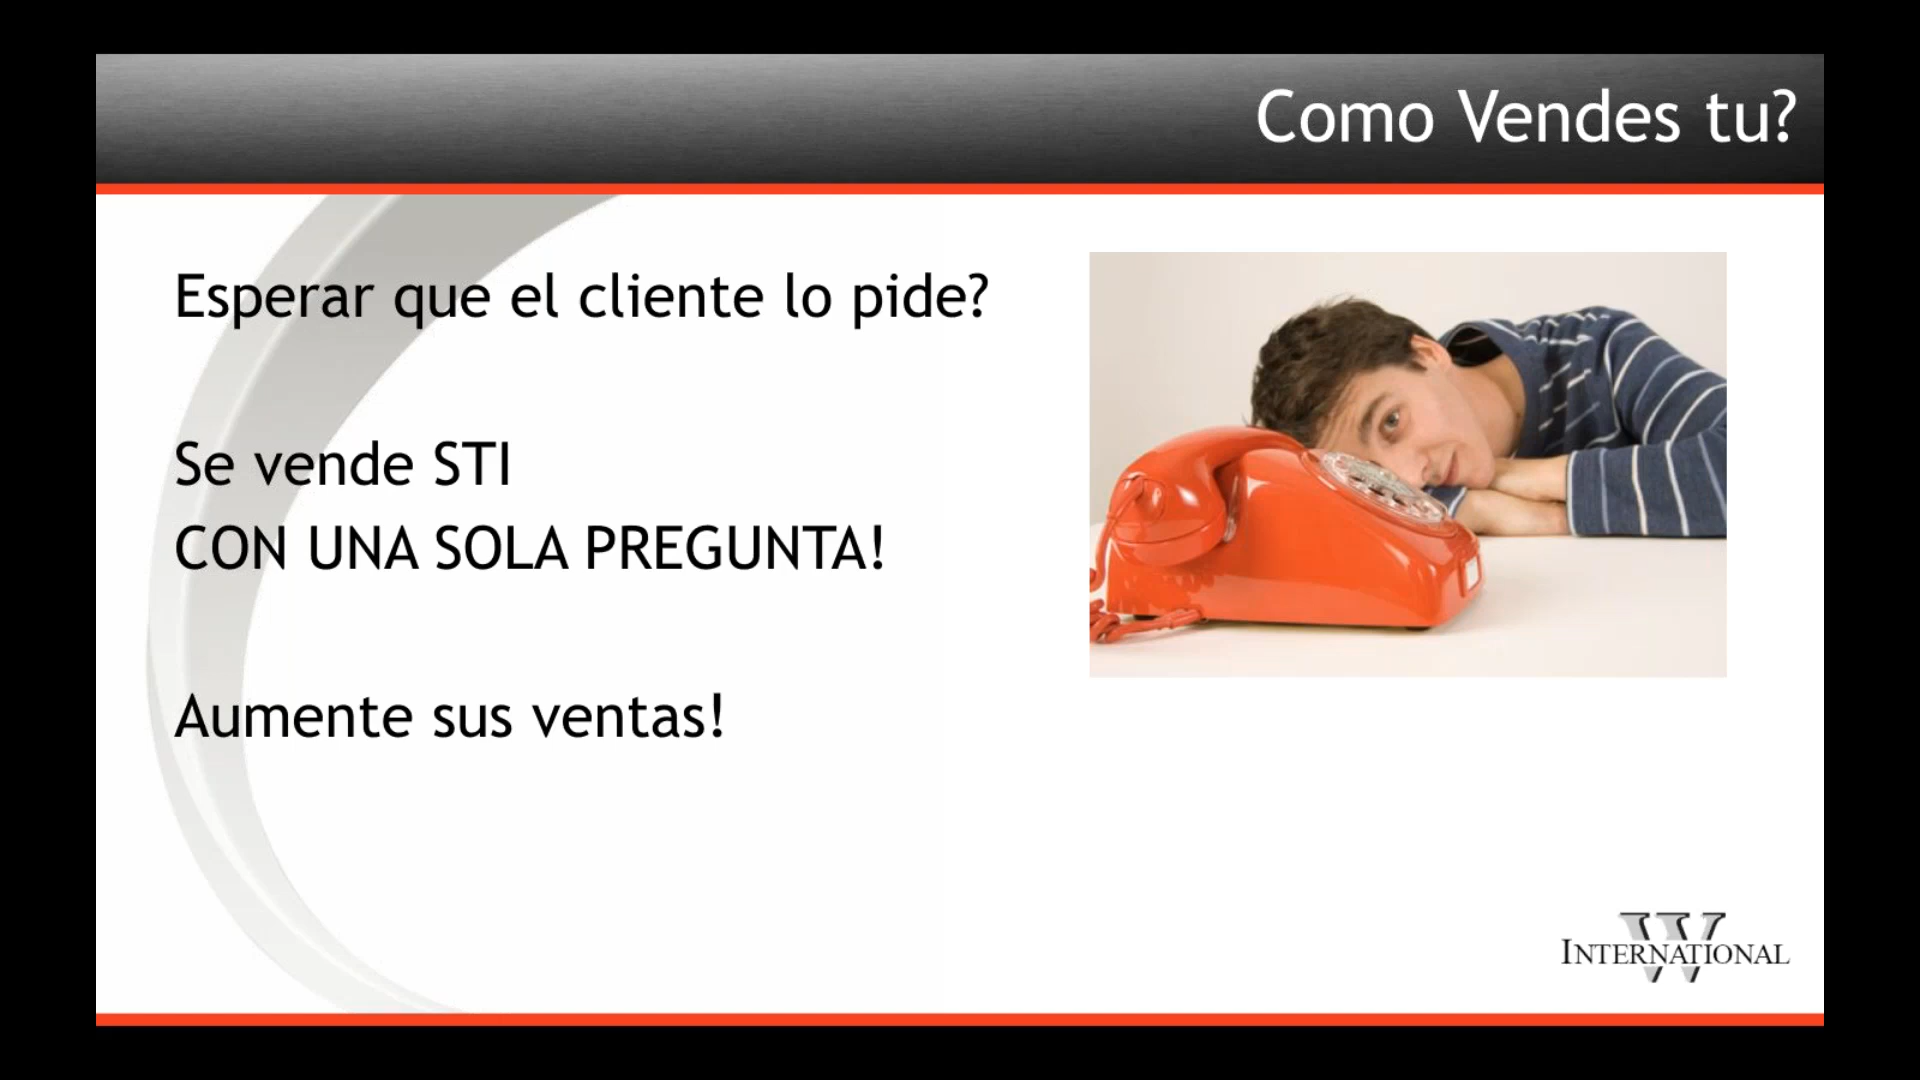 Como Vendes tu?
Esperar que el cliente lo pide?
Se vende STI
CON UNA SOLA PREGUNTA!
Aumente sus ventas!
W
INTERNATIONAL